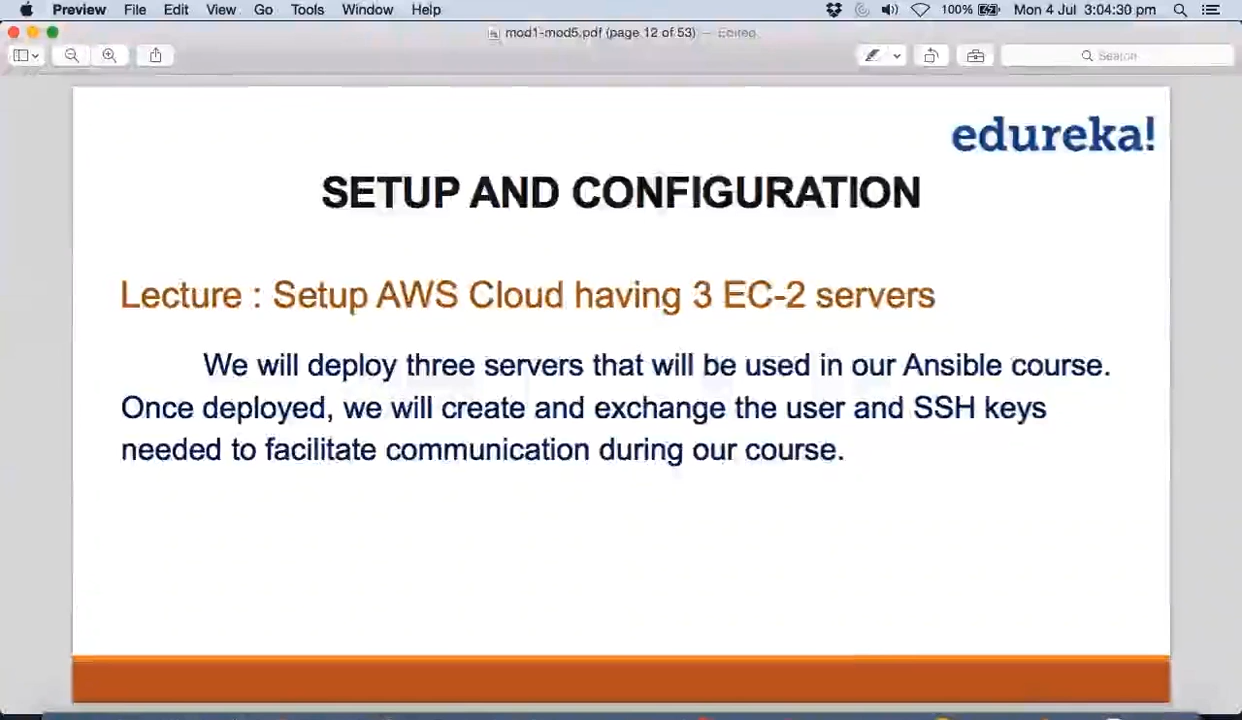 Preview File Edit View Go Tools Window Help 100% Mon 4 Jul 3:04:30 pm
mod1-mod5.pdf (page 12 of 53) — Edited
Search
edureka!
SETUP AND CONFIGURATION
Lecture : Setup AWS Cloud having 3 EC-2 servers
We will deploy three servers that will be used in our Ansible course.
Once deployed, we will create and exchange the user and SSH keys
needed to facilitate communication during our course.